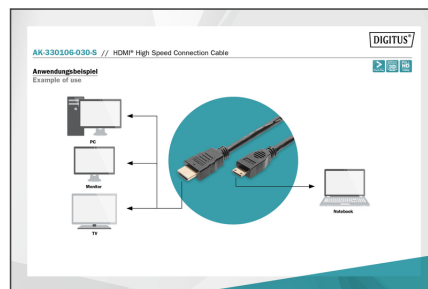 DIGITUS®
AK-330106-030-S // HDMI® High Speed Connection Cable
Anwendungsbeispiel
Example of use
PC
Monitor
TV
Notebook